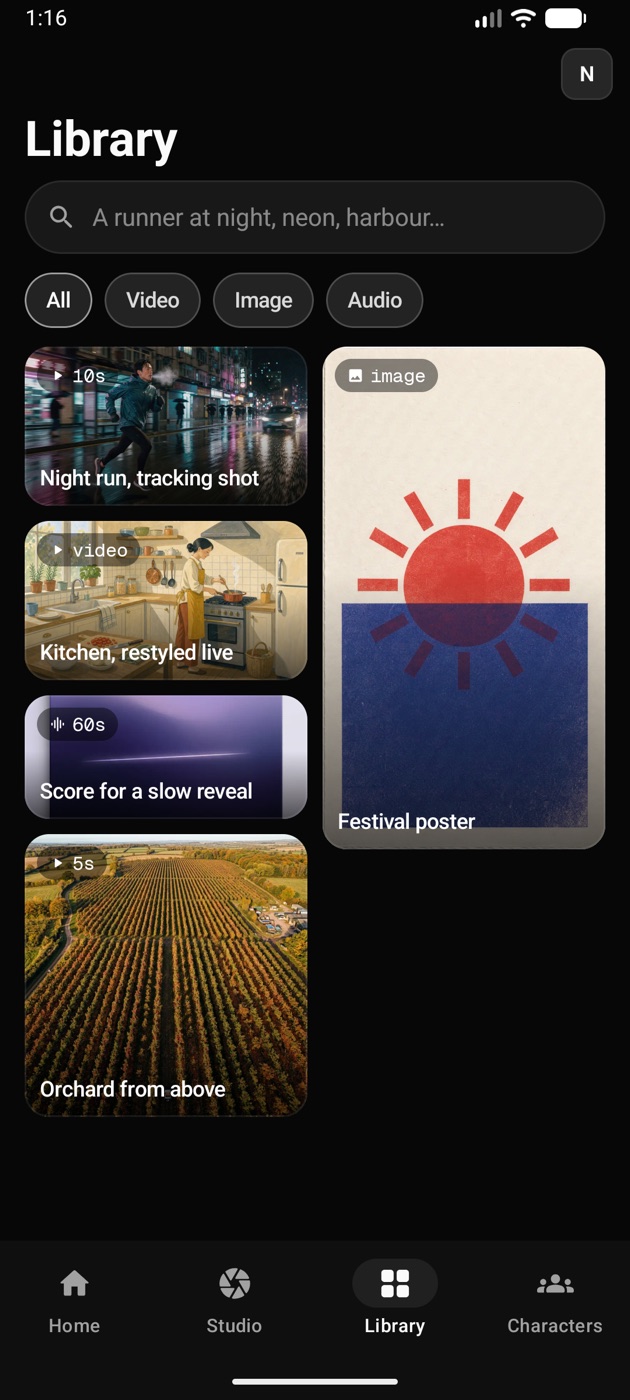 1:16
N
Library
A runner at night, neon, harbour…
All
Video
Image
Audio
10s
Night run, tracking shot
video
Kitchen, restyled live
60s
Score for a slow reveal
5s
Orchard from above
image
Festival poster
Home
Studio
Library
Characters